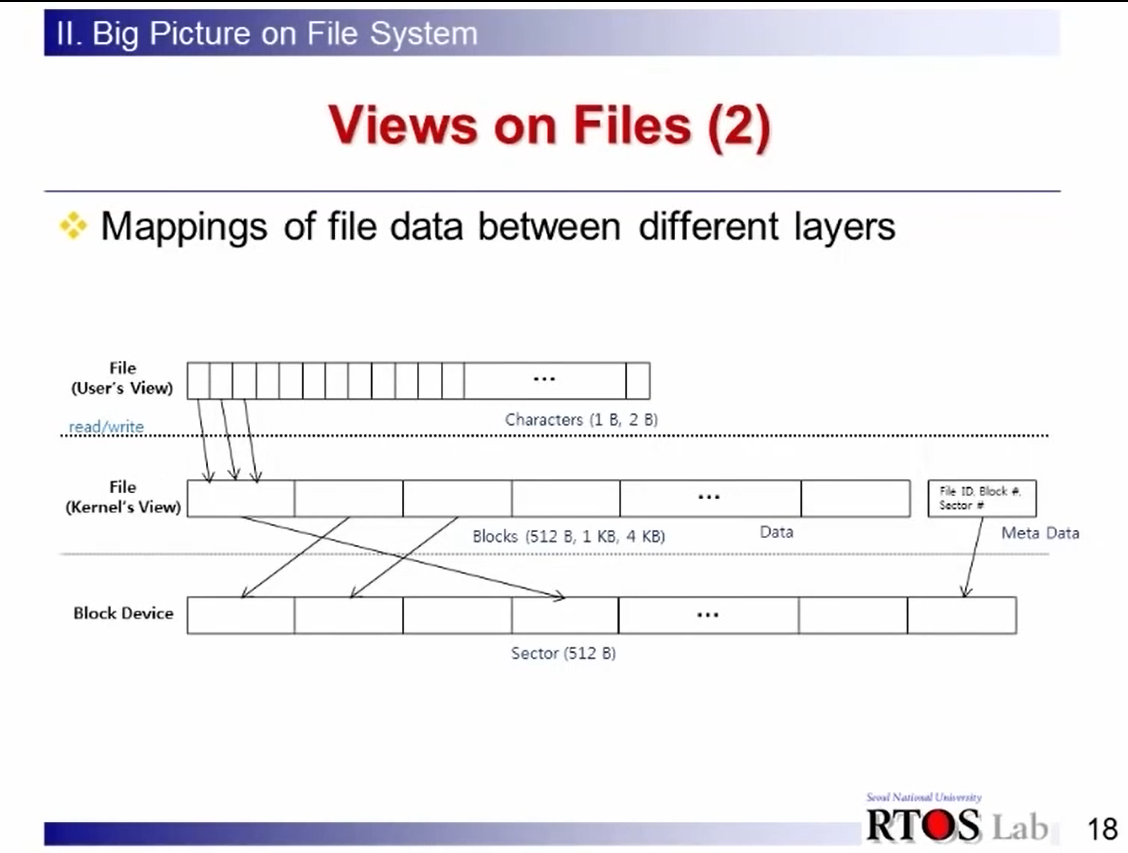 II. Big Picture on File System
Views on Files (2)
Mappings of file data between different layers
File
(User's View)
...
Characters (1 B, 2 B)
read/write
File
(Kernel's View)
...
File ID, Block #,
Sector #
Blocks (512 B, 1 KB, 4 KB)
Data
Meta Data
Block Device
...
Sector (512 B)
Seoul National University
RTOS Lab
18